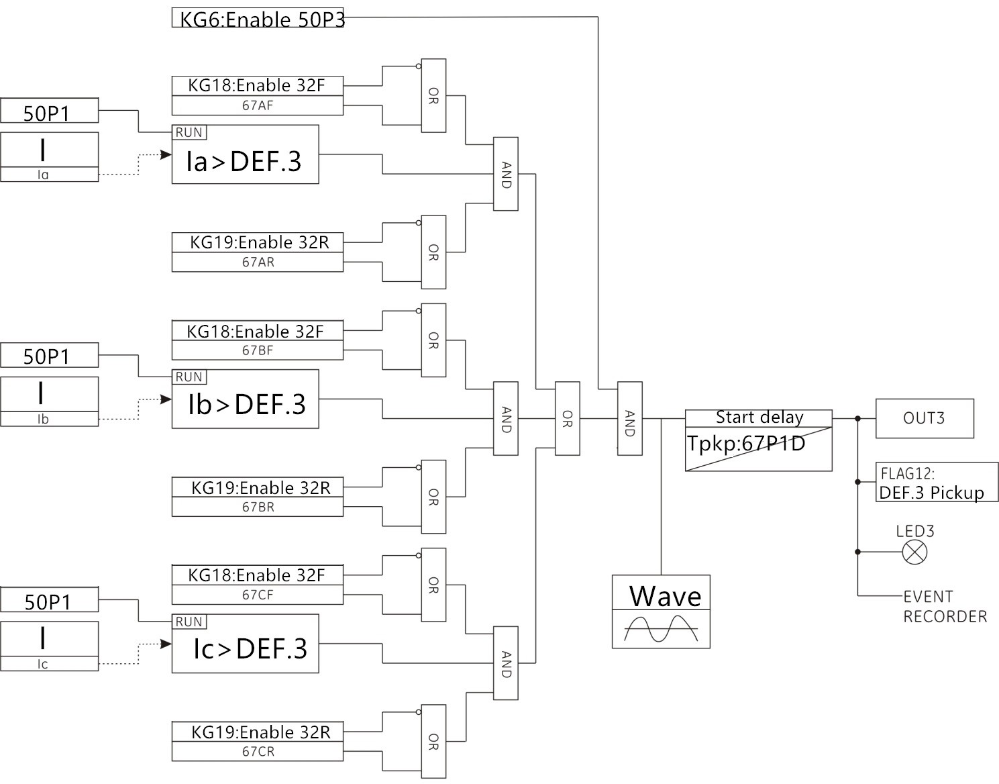 KG6:Enable 50P3
KG18:Enable 32F
67AF
OR
50P1
RUN
I
Ia>DEF.3
Ia
AND
KG19:Enable 32R
67AR
OR
KG18:Enable 32F
67BF
OR
50P1
RUN
I
Ib>DEF.3
Ib
AND
OR
AND
Start delay
Tpkp:67P1D
OUT3
FLAG12:
DEF.3 Pickup
KG19:Enable 32R
67BR
OR
LED3
KG18:Enable 32F
67CF
OR
Wave
EVENT
RECORDER
50P1
RUN
I
Ic>DEF.3
Ic
AND
KG19:Enable 32R
67CR
OR